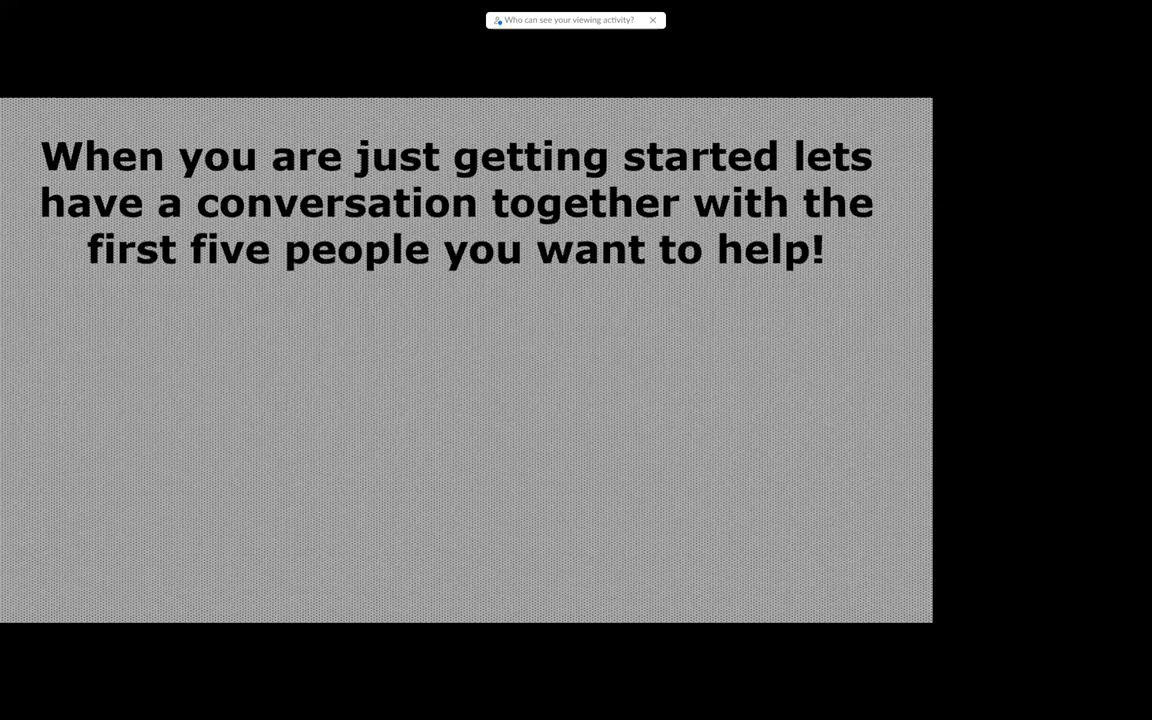 Who can see your viewing activity?
When you are just getting started lets
have a conversation together with the
first five people you want to help!